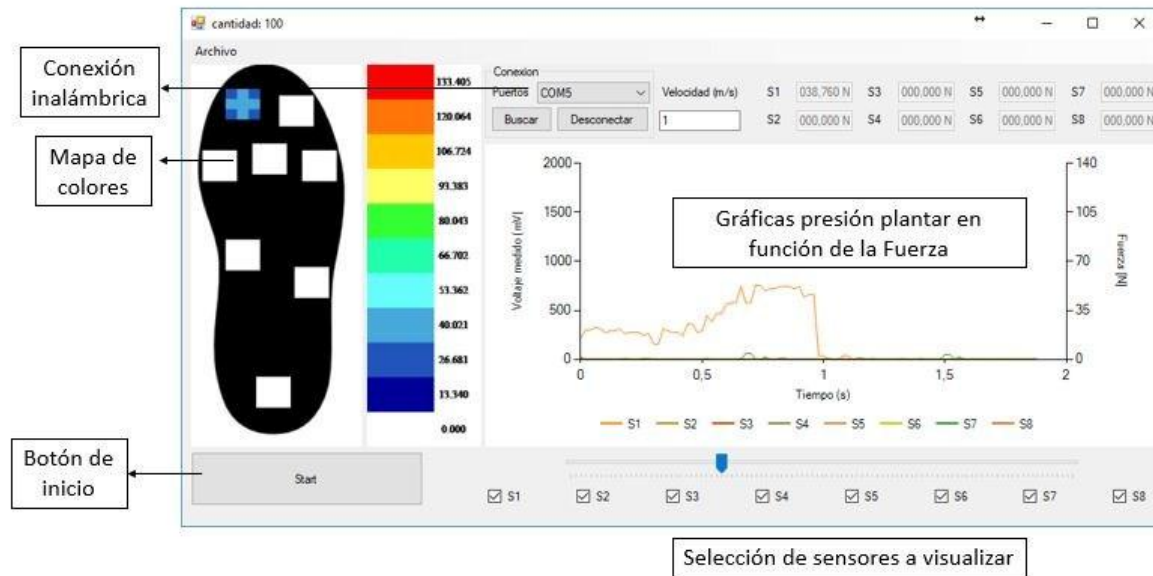 cantidad: 100
Archivo
Conexión
inalámbrica
Mapa de
colores
Botón de
inicio
133.405
120.064
106.724
93.383
80.043
66.702
53.362
40.021
26.681
13.340
0.000
Conexion
Puertos COM5
Buscar Desconectar
Velocidad (m/s)
1
S1 038,760 N S3 000,000 N S5 000,000 N S7 000,000 N
S2 000,000 N S4 000,000 N S6 000,000 N S8 000,000 N
Gráficas presión plantar en
función de la Fuerza
Voltaje medido (mV)
2000
1500
1000
500
0
140
105
70
35
0
Fuerza [N]
0 0,5 1 1,5 2
Tiempo (s)
S1 S2 S3 S4 S5 S6 S7 S8
Start
S1 S2 S3 S4 S5 S6 S7 S8
Selección de sensores a visualizar